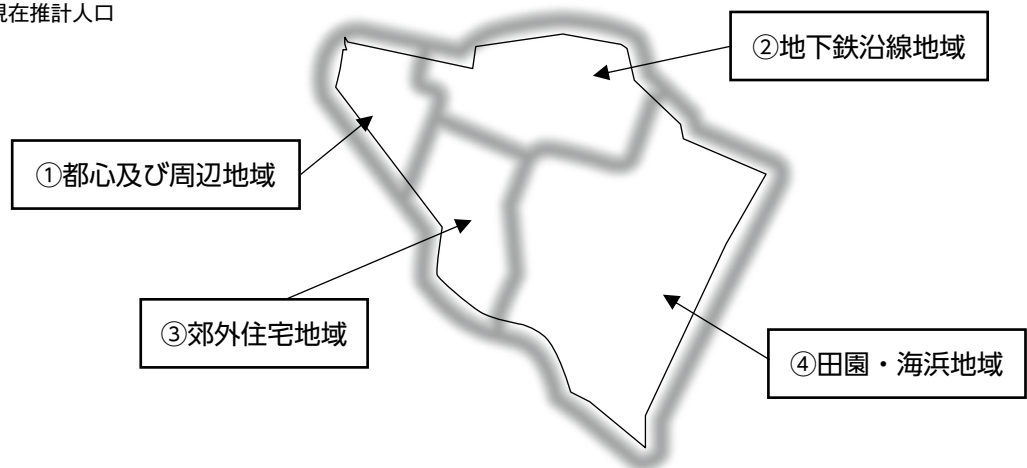 現在推計人口
②地下鉄沿線地域
①都心及び周辺地域
③郊外住宅地域
④田園・海浜地域